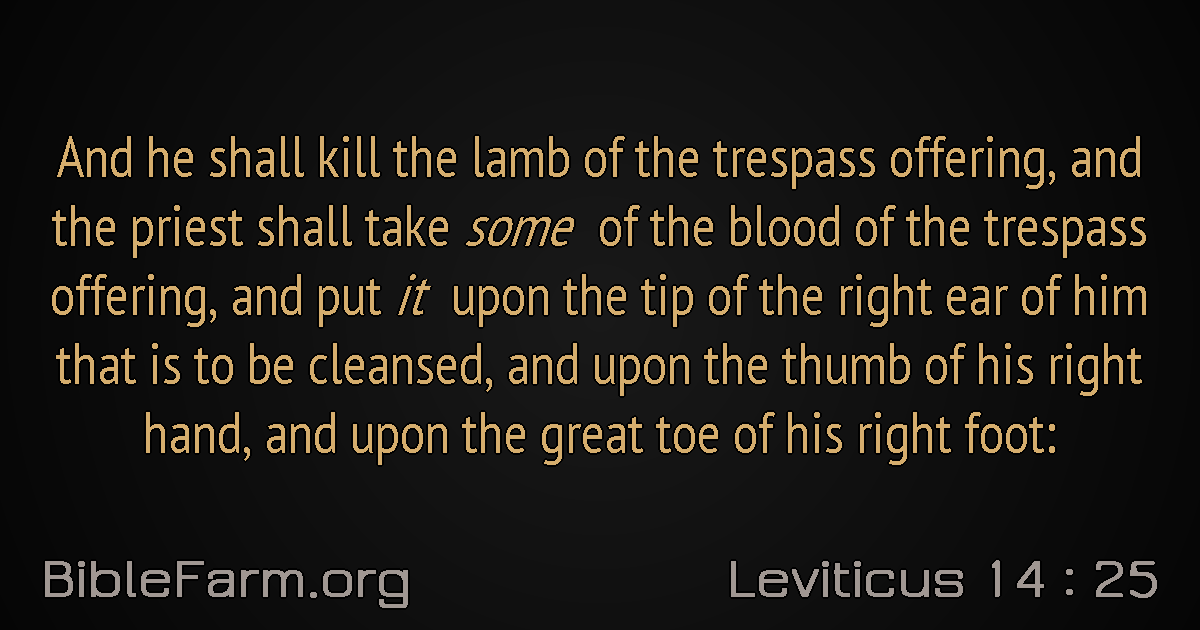 And he shall kill the lamb of the trespass offering, and
the priest shall take some of the blood of the trespass
offering, and put it upon the tip of the right ear of him
that is to be cleansed, and upon the thumb of his right
hand, and upon the great toe of his right foot:
BibleFarm.org
Leviticus 14 : 25